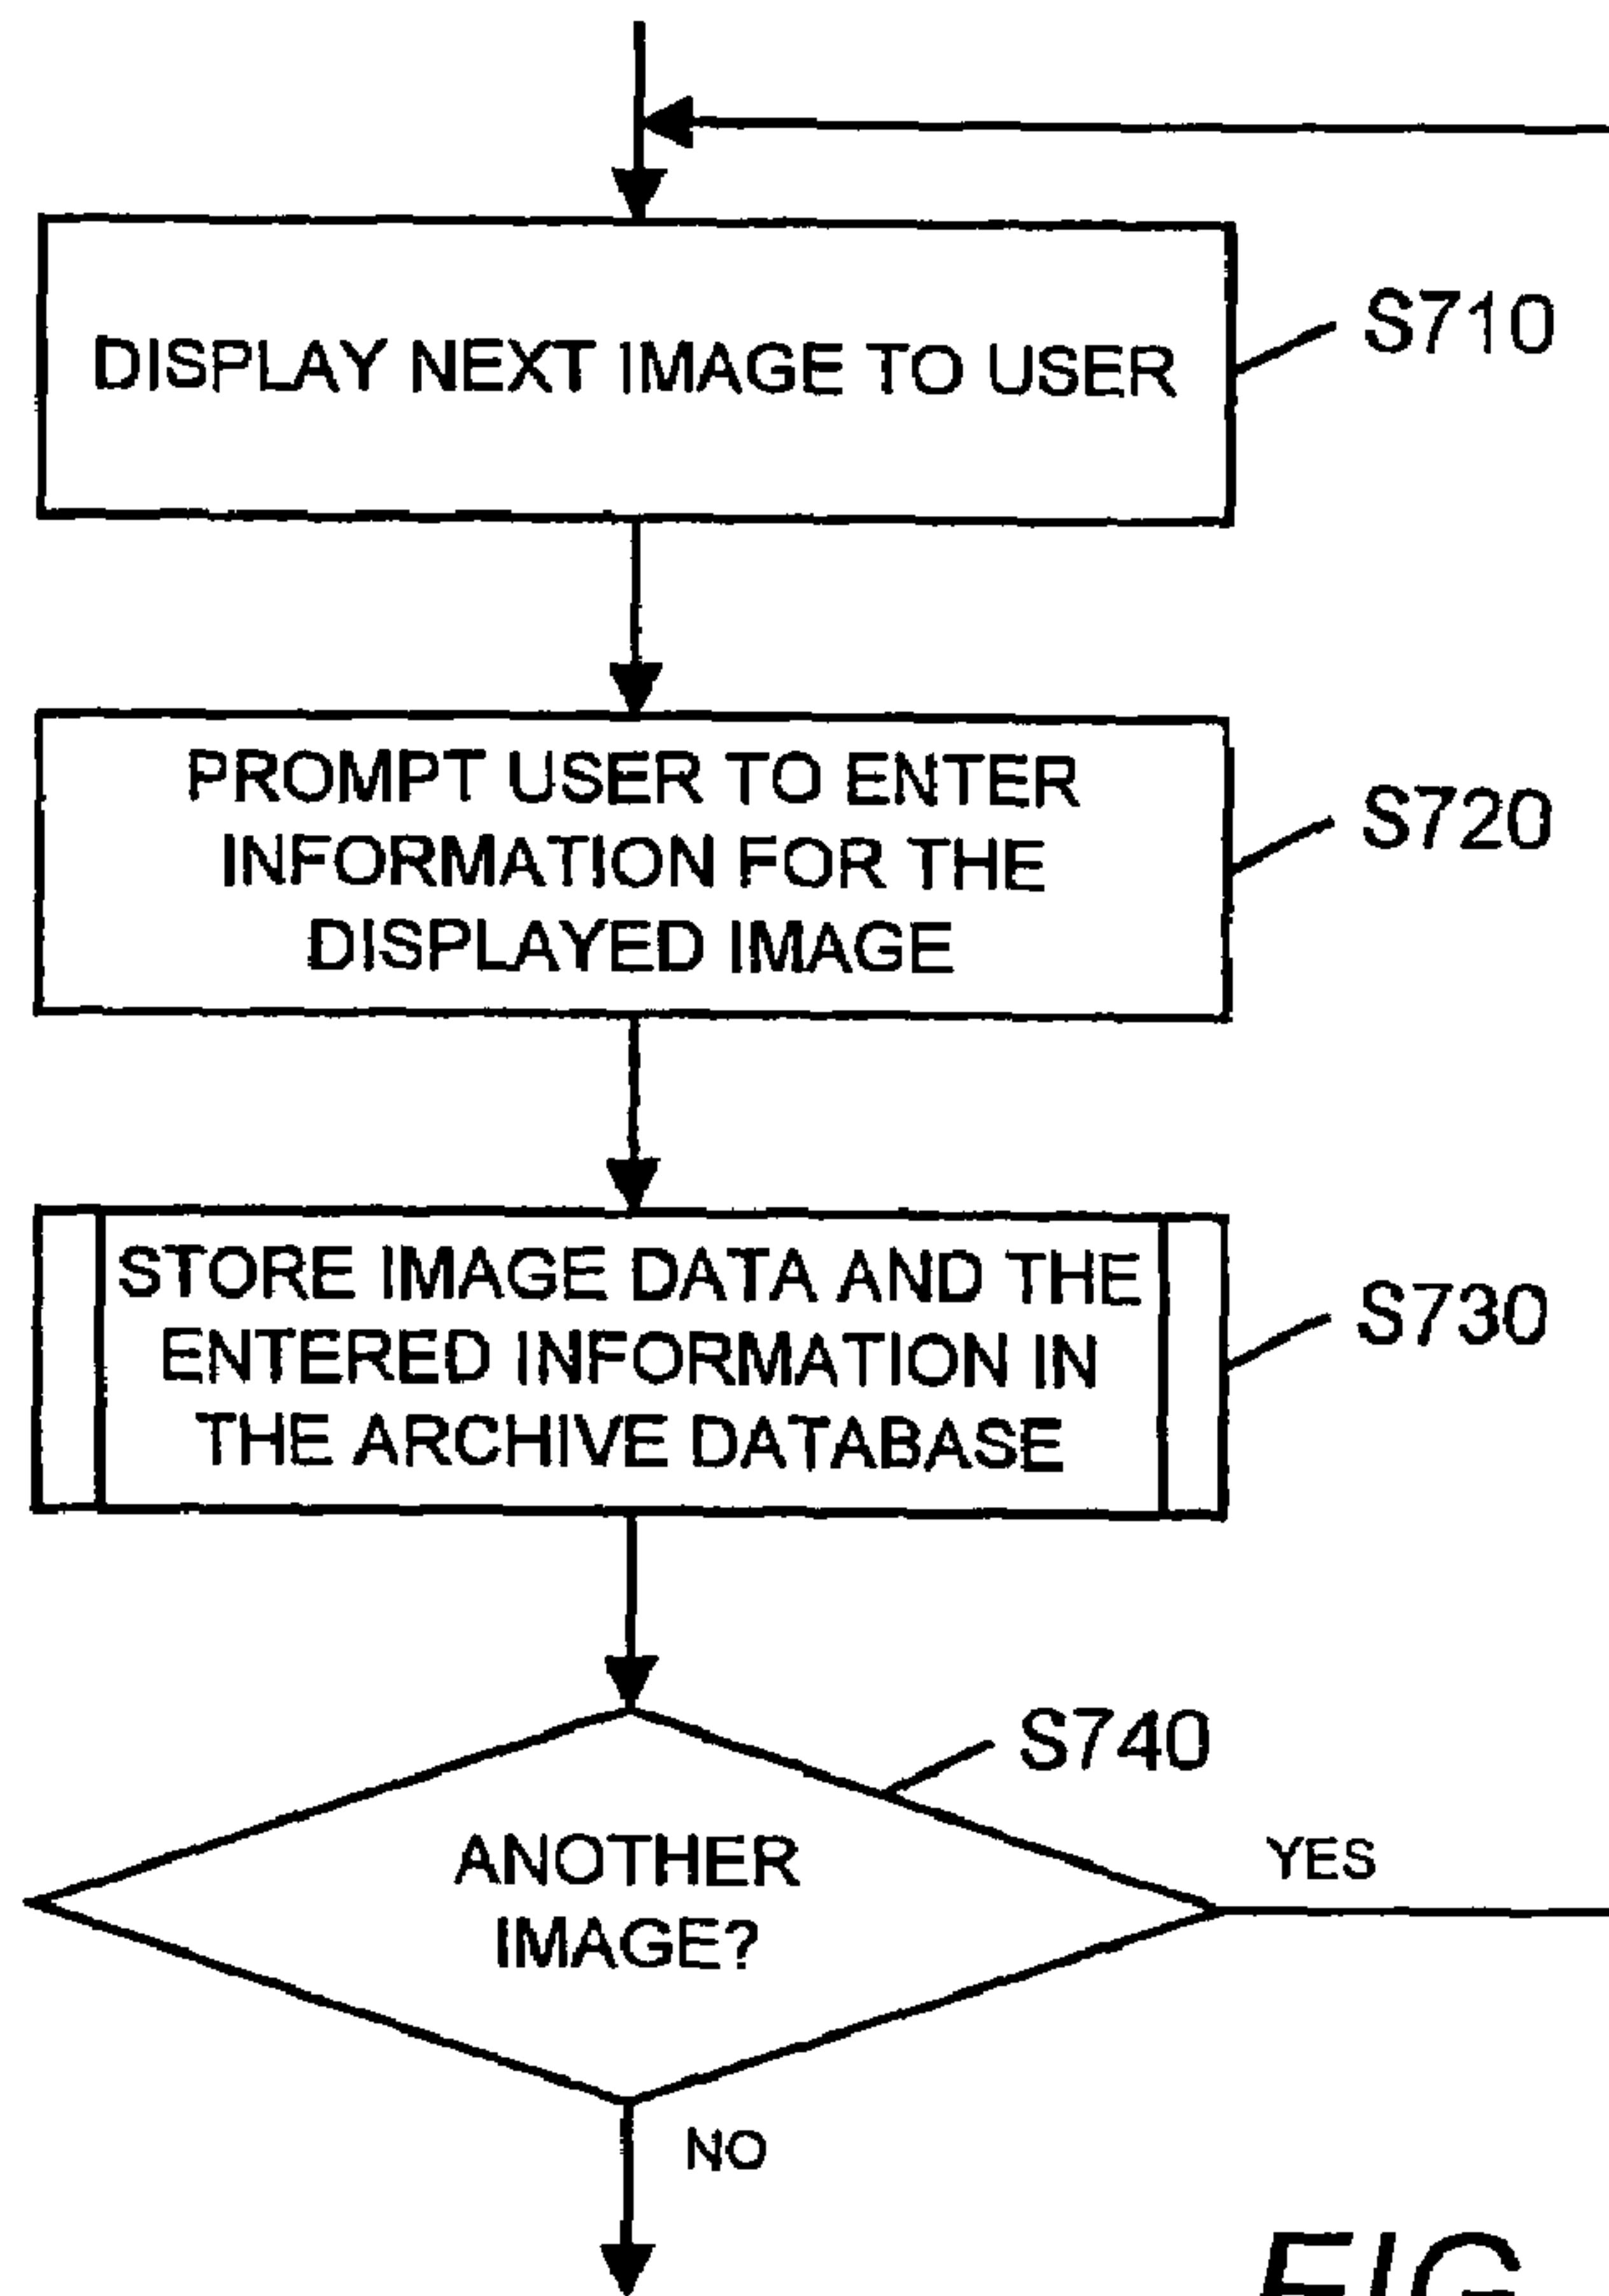 DISPLAY NEXT IMAGE TO USER
S710
PROMPT USER TO ENTER
INFORMATION FOR THE
DISPLAYED IMAGE
S720
STORE IMAGE DATA AND THE
ENTERED INFORMATION IN
THE ARCHIVE DATABASE
S730
S740
ANOTHER
IMAGE?
YES
NO
FIG